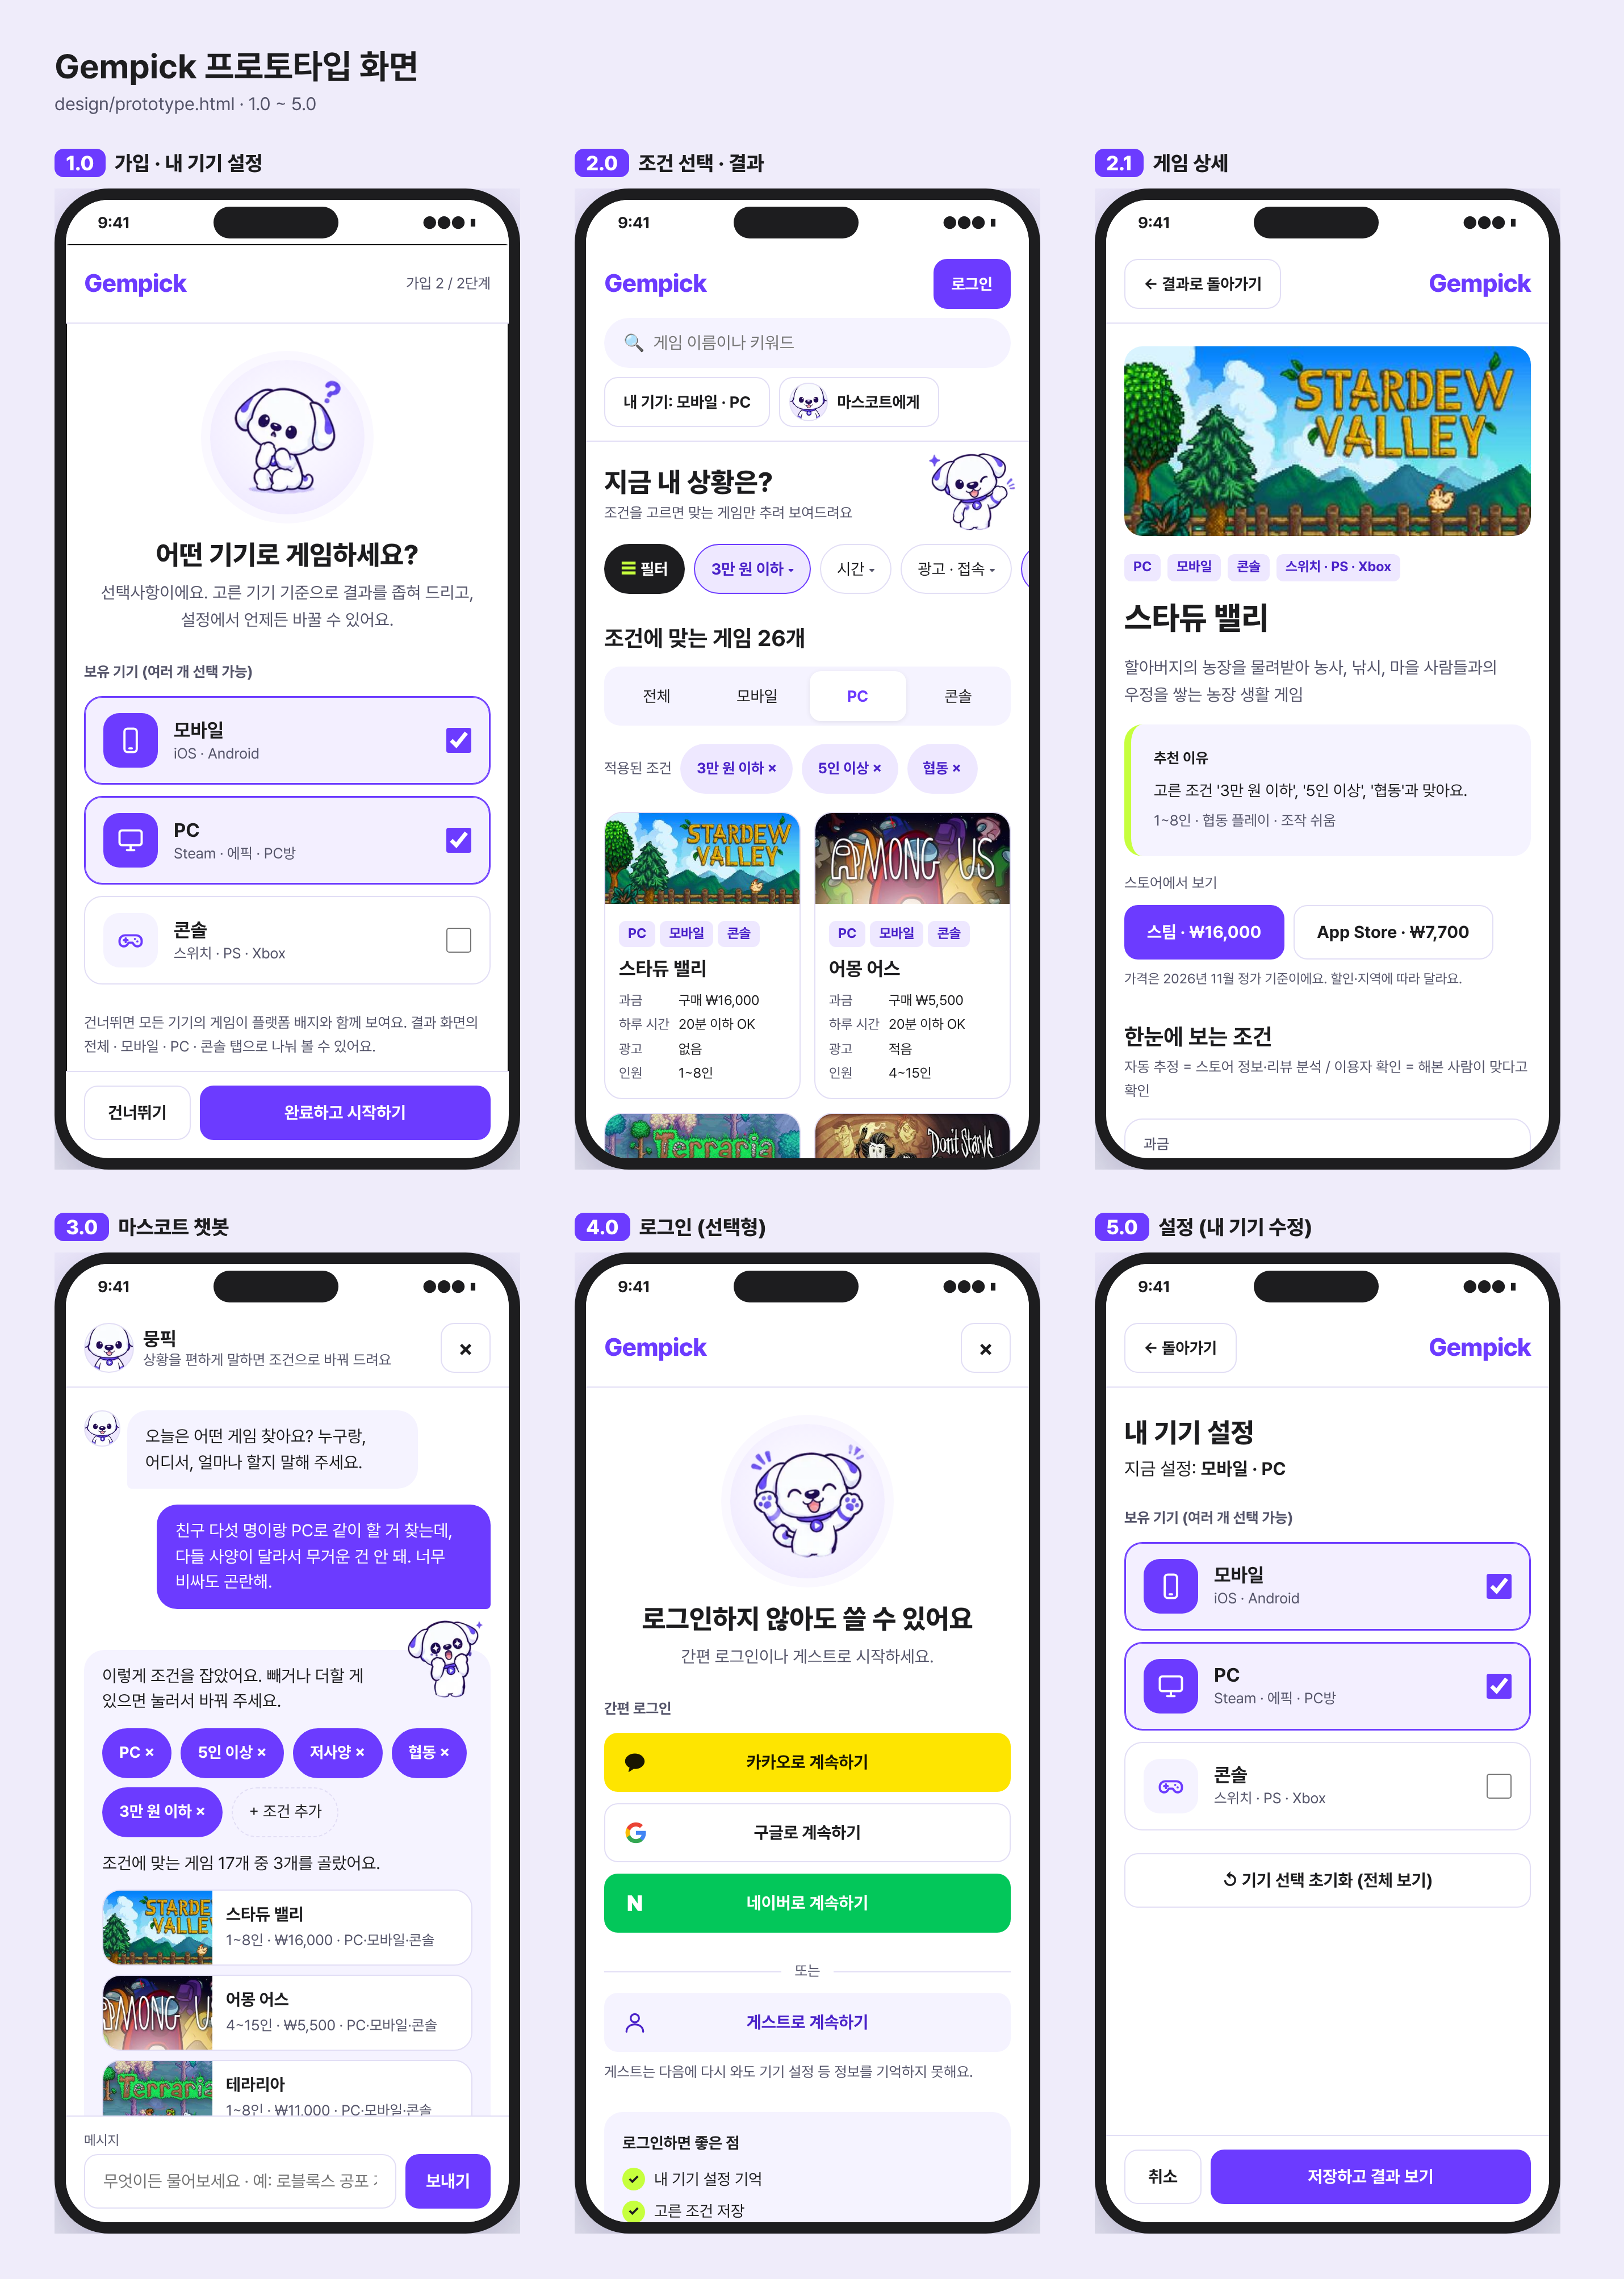 Gempick 프로토타입 화면
design/prototype.html · 1.0 ~ 5.0
1.0 가입 · 내 기기 설정
9:41
Gempick
가입 2 / 2단계
?
어떤 기기로 게임하세요?
선택사항이에요. 고른 기기 기준으로 결과를 좁혀 드리고,
설정에서 언제든 바꿀 수 있어요.
보유 기기 (여러 개 선택 가능)
모바일
iOS · Android
PC
Steam · 에픽 · PC방
콘솔
스위치 · PS · Xbox
건너뛰면 모든 기기의 게임이 플랫폼 배지와 함께 보여요. 결과 화면의
전체 · 모바일 · PC · 콘솔 탭으로 나눠 볼 수 있어요.
건너뛰기
완료하고 시작하기
2.0 조건 선택 · 결과
9:41
Gempick
로그인
게임 이름이나 키워드
내 기기: 모바일 · PC
마스코트에게
지금 내 상황은?
조건을 고르면 맞는 게임만 추려 보여드려요
필터
3만 원 이하
시간
광고 · 접속
조건에 맞는 게임 26개
전체
모바일
PC
콘솔
적용된 조건
3만 원 이하 ×
5인 이상 ×
협동 ×
STARDEW VALLEY
PC
모바일
콘솔
스타듀 밸리
과금 구매 ₩16,000
하루 시간 20분 이하 OK
광고 없음
인원 1~8인
AMONG US
PC
모바일
콘솔
어몽 어스
과금 구매 ₩5,500
하루 시간 20분 이하 OK
광고 적음
인원 4~15인
Terraria
Don't Starve
2.1 게임 상세
9:41
← 결과로 돌아가기
Gempick
STARDEW
VALLEY
PC
모바일
콘솔
스위치 · PS · Xbox
스타듀 밸리
할아버지의 농장을 물려받아 농사, 낚시, 마을 사람들과의
우정을 쌓는 농장 생활 게임
추천 이유
고른 조건 '3만 원 이하', '5인 이상', '협동'과 맞아요.
1~8인 · 협동 플레이 · 조작 쉬움
스토어에서 보기
스팀 · ₩16,000
App Store · ₩7,700
가격은 2026년 11월 정가 기준이에요. 할인·지역에 따라 달라요.
한눈에 보는 조건
자동 추정 = 스토어 정보·리뷰 분석 / 이용자 확인 = 해본 사람이 맞다고
확인
과금
3.0 마스코트 챗봇
9:41
뭉픽
상황을 편하게 말하면 조건으로 바꿔 드려요
×
오늘은 어떤 게임 찾아요? 누구랑,
어디서, 얼마나 할지 말해 주세요.
친구 다섯 명이랑 PC로 같이 할 거 찾는데,
다들 사양이 달라서 무거운 건 안 돼. 너무
비싸도 곤란해.
이렇게 조건을 잡았어요. 빼거나 더할 게
있으면 눌러서 바꿔 주세요.
PC ×
5인 이상 ×
저사양 ×
협동 ×
3만 원 이하 ×
+ 조건 추가
조건에 맞는 게임 17개 중 3개를 골랐어요.
STARDEW VALLEY
스타듀 밸리
1~8인 · ₩16,000 · PC·모바일·콘솔
AMONG US
어몽 어스
4~15인 · ₩5,500 · PC·모바일·콘솔
Terraria
테라리아
1~8인 · ₩11,000 · PC·모바일·콘솔
메시지
무엇이든 물어보세요 · 예: 로블록스 공포
보내기
4.0 로그인 (선택형)
9:41
Gempick
×
로그인하지 않아도 쓸 수 있어요
간편 로그인이나 게스트로 시작하세요.
간편 로그인
카카오로 계속하기
G 구글로 계속하기
N 네이버로 계속하기
또는
게스트로 계속하기
게스트는 다음에 다시 와도 기기 설정 등 정보를 기억하지 못해요.
로그인하면 좋은 점
내 기기 설정 기억
고른 조건 저장
5.0 설정 (내 기기 수정)
9:41
← 돌아가기
Gempick
내 기기 설정
지금 설정: 모바일 · PC
보유 기기 (여러 개 선택 가능)
모바일
iOS · Android
PC
Steam · 에픽 · PC방
콘솔
스위치 · PS · Xbox
기기 선택 초기화 (전체 보기)
취소
저장하고 결과 보기